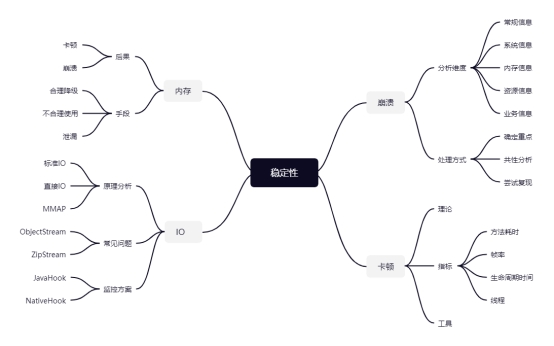 稳定性
内存
后果
卡顿
崩溃
手段
合理降级
不合理使用
泄漏
IO
原理分析
标准IO
直接IO
MMAP
常见问题
ObjectStream
ZipStream
监控方案
JavaHook
NativeHook
崩溃
分析维度
常规信息
系统信息
内存信息
资源信息
业务信息
处理方式
确定重点
共性分析
尝试复现
卡顿
理论
指标
方法耗时
帧率
生命周期时间
线程
工具